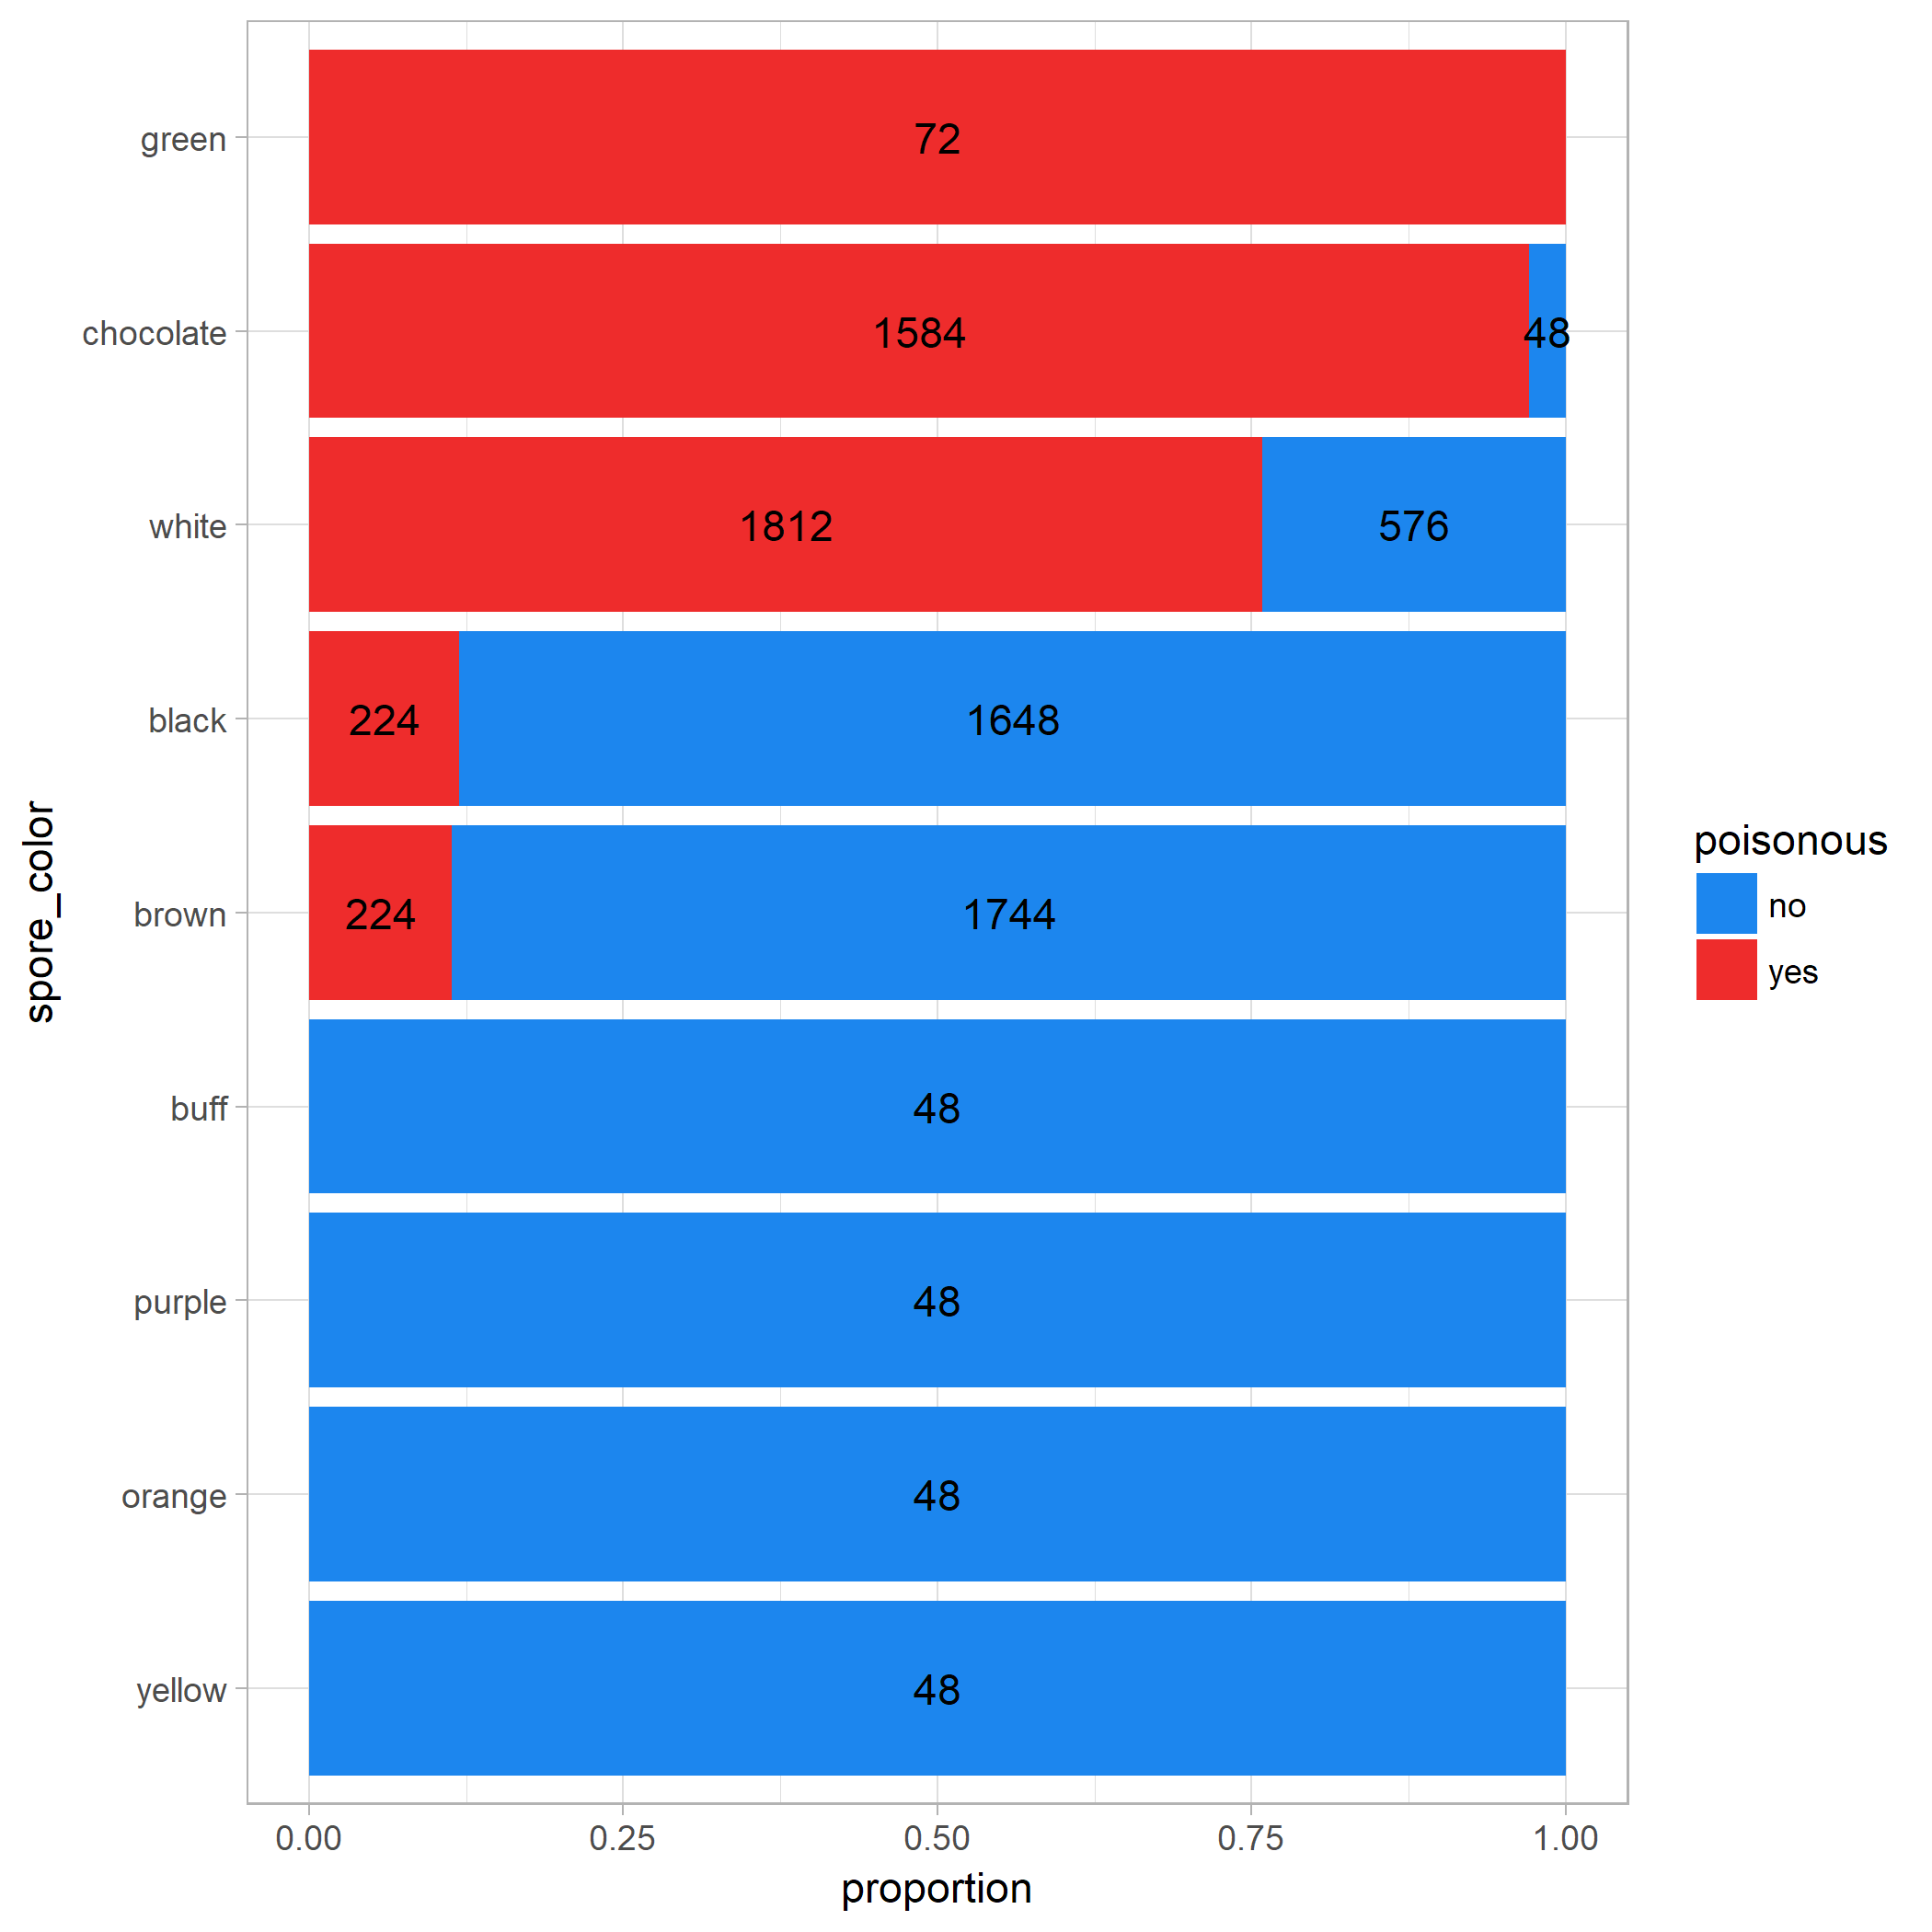 green
72
chocolate
1584
48
white
1812
576
black
224
1648
brown
224
1744
buff
48
purple
48
orange
48
yellow
48
0.00
0.25
0.50
0.75
1.00
proportion
spore_color
poisonous
no
yes